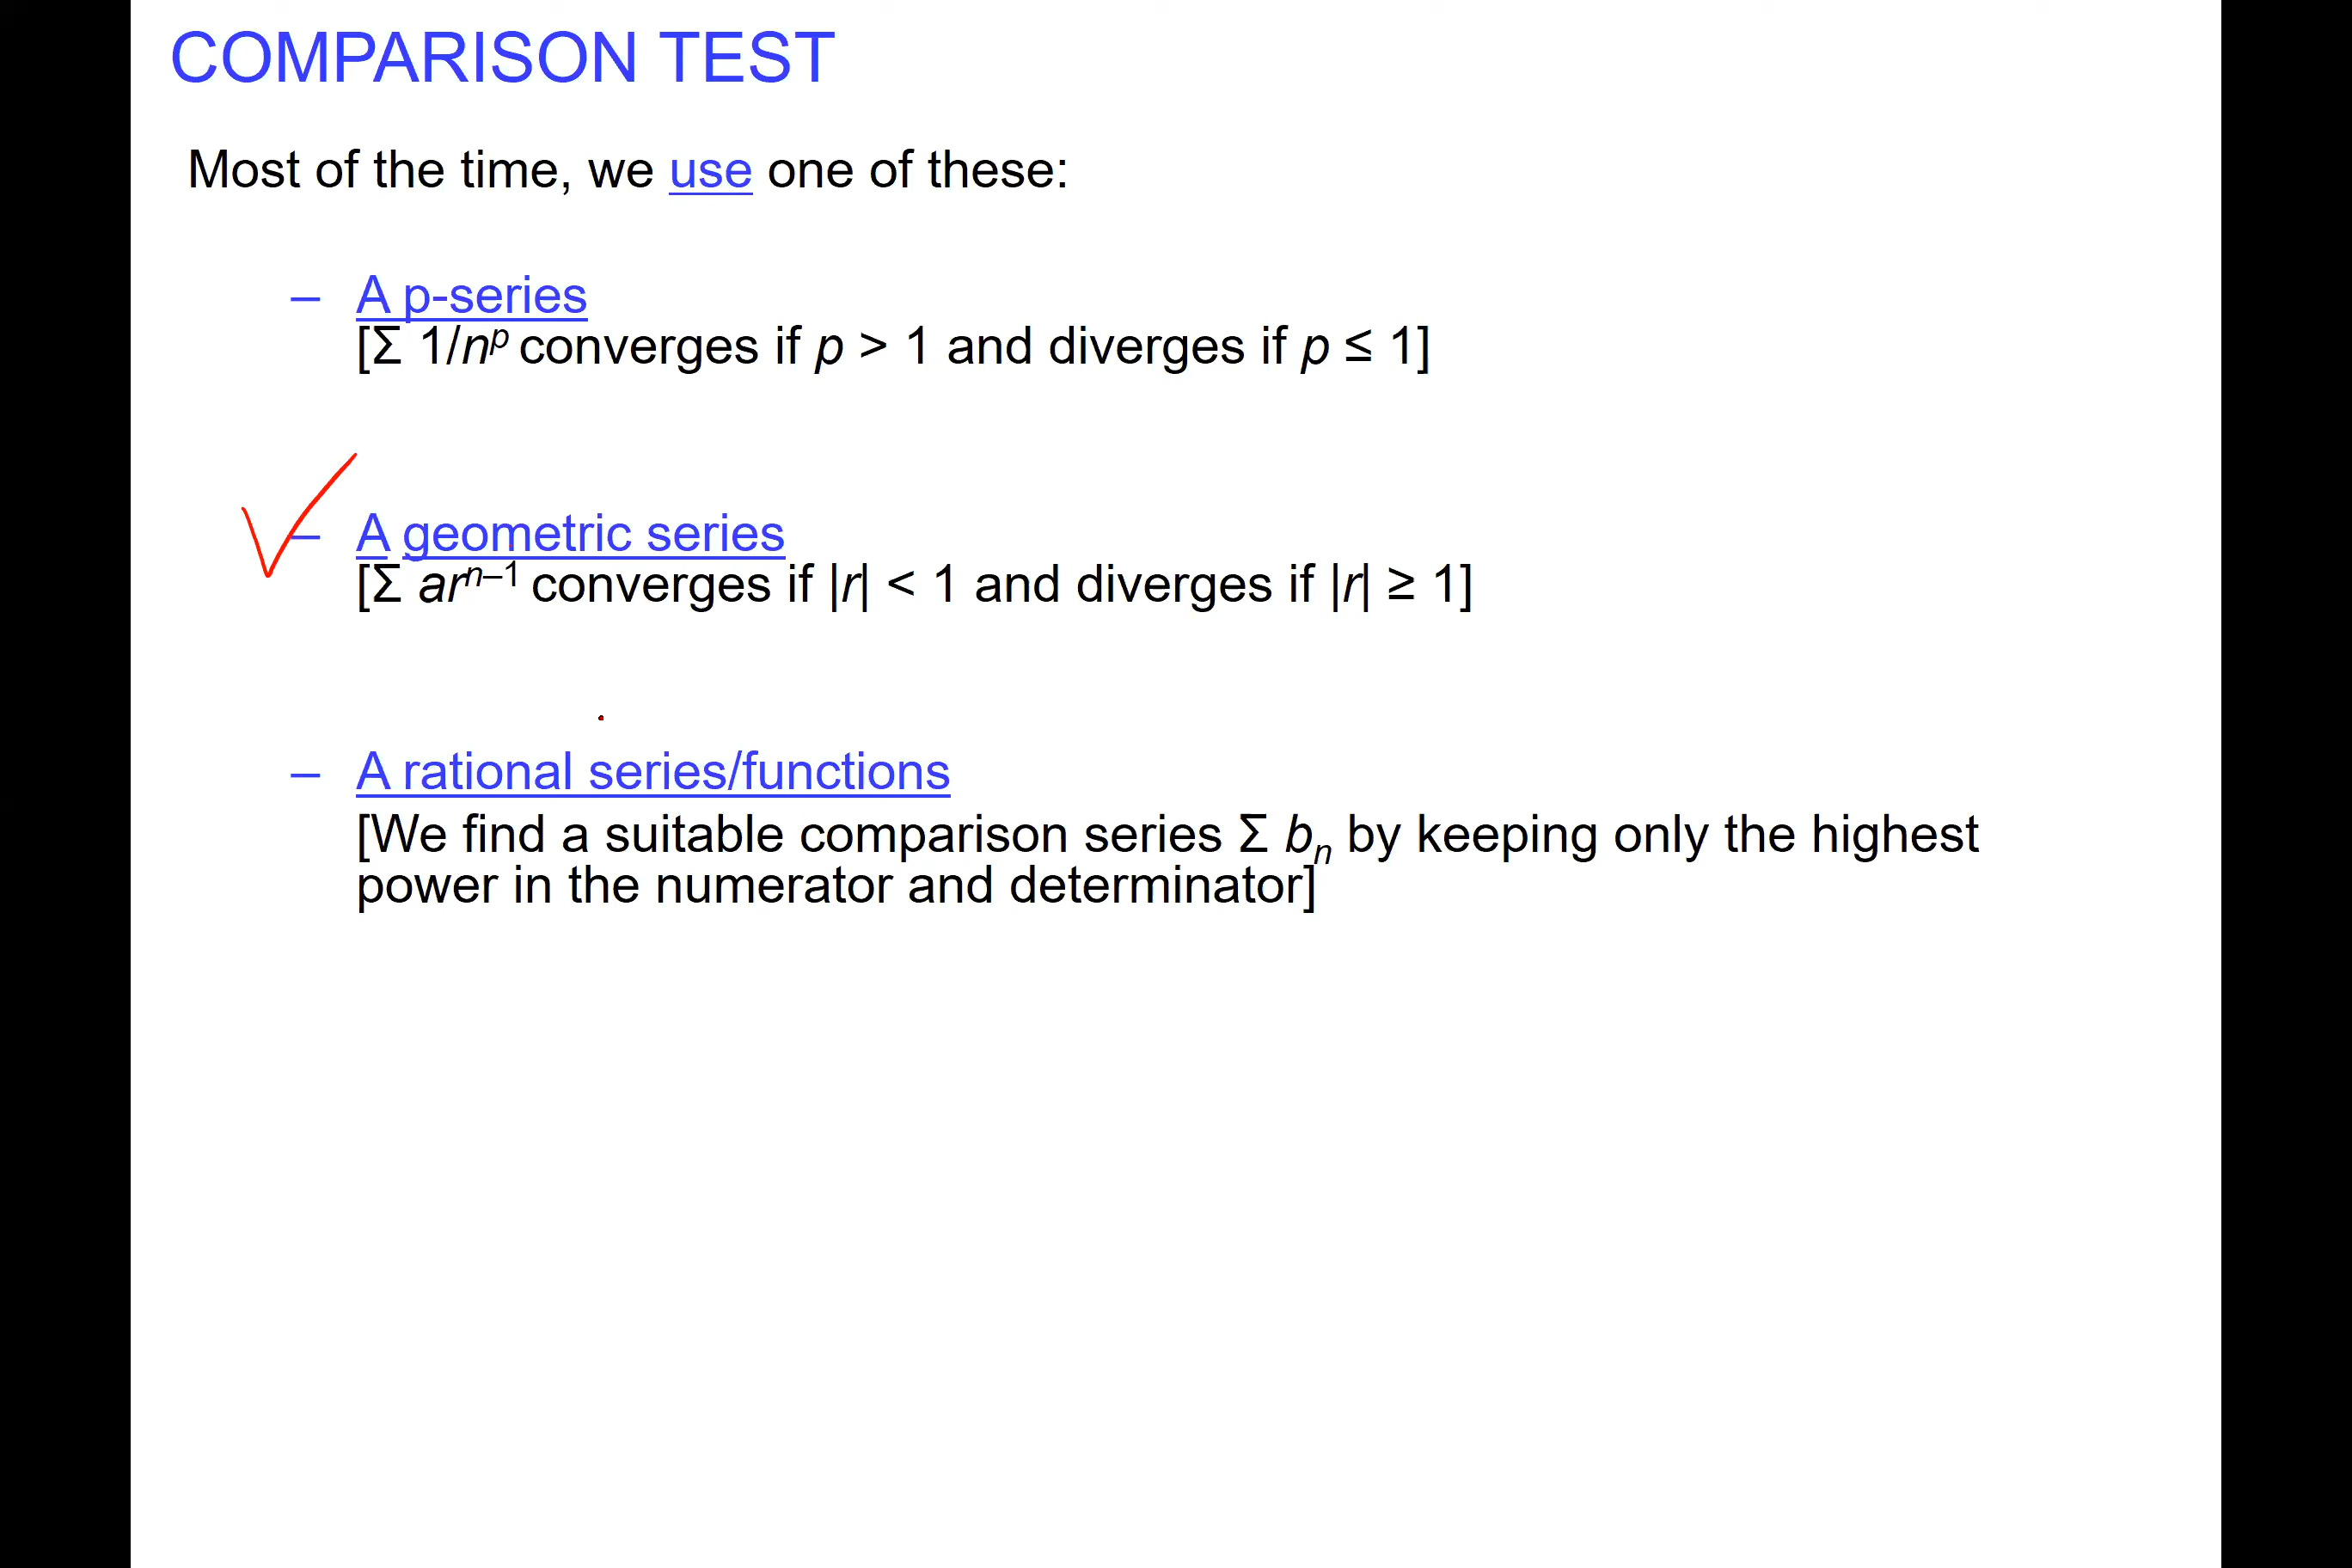 COMPARISON TEST
Most of the time, we use one of these:
– A p-series
[Σ 1/nᵖ converges if p > 1 and diverges if p ≤ 1]
– A geometric series
[Σ arⁿ⁻¹ converges if |r| < 1 and diverges if |r| ≥ 1]
– A rational series/functions
[We find a suitable comparison series Σ bₙ by keeping only the highest
power in the numerator and determinator]